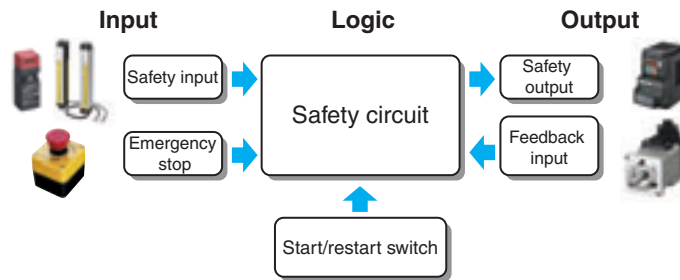 Input
Logic
Output
Safety input
Safety circuit
Safety
output
Emergency
stop
Feedback
input
Start/restart switch